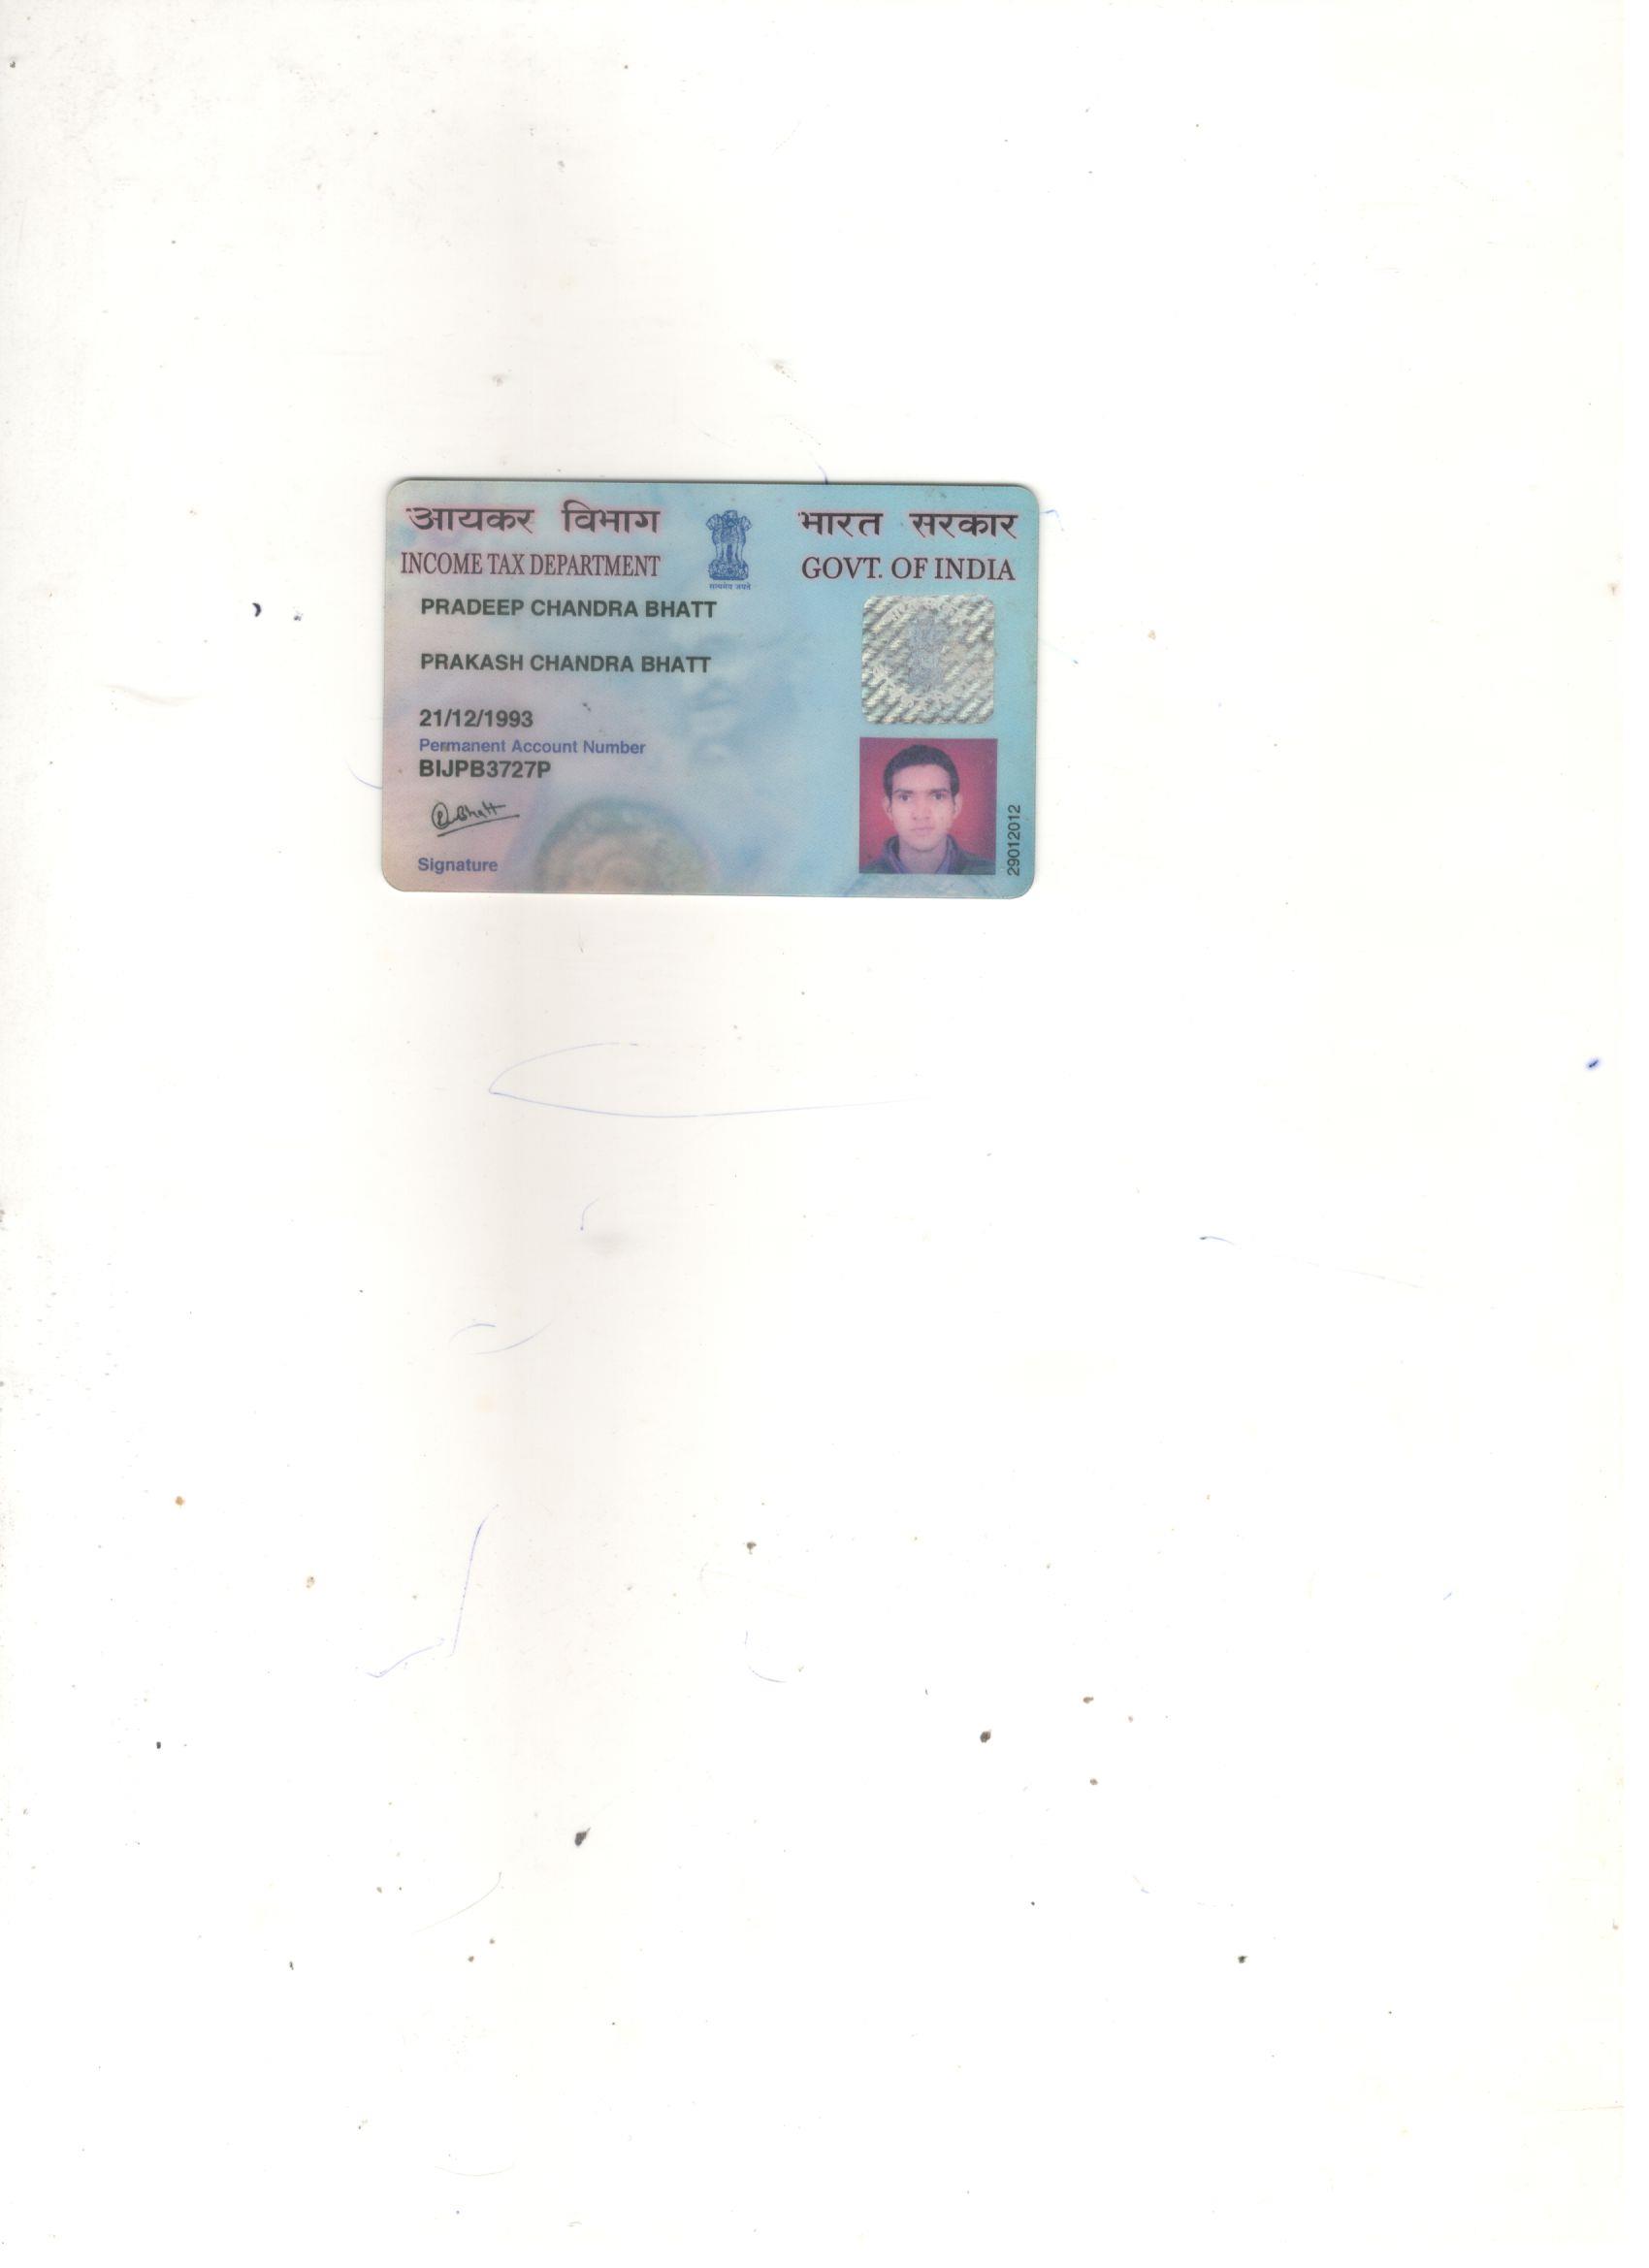 आयकर विभाग
INCOME TAX DEPARTMENT
सत्यमेव जयते
भारत सरकार
GOVT. OF INDIA
PRADEEP CHANDRA BHATT
PRAKASH CHANDRA BHATT
21/12/1993
Permanent Account Number
BIJPB3727P
Bhatt
Signature
29012012